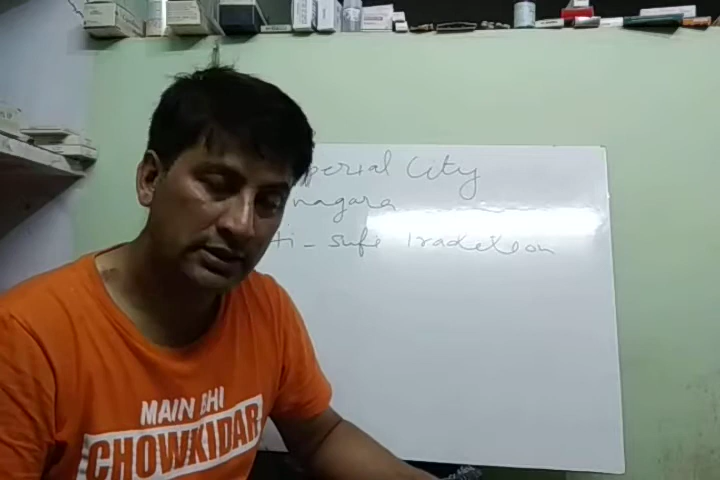 perial City
nagara
ti - sufi Tradition
MAIN BHI
CHOWKIDAR